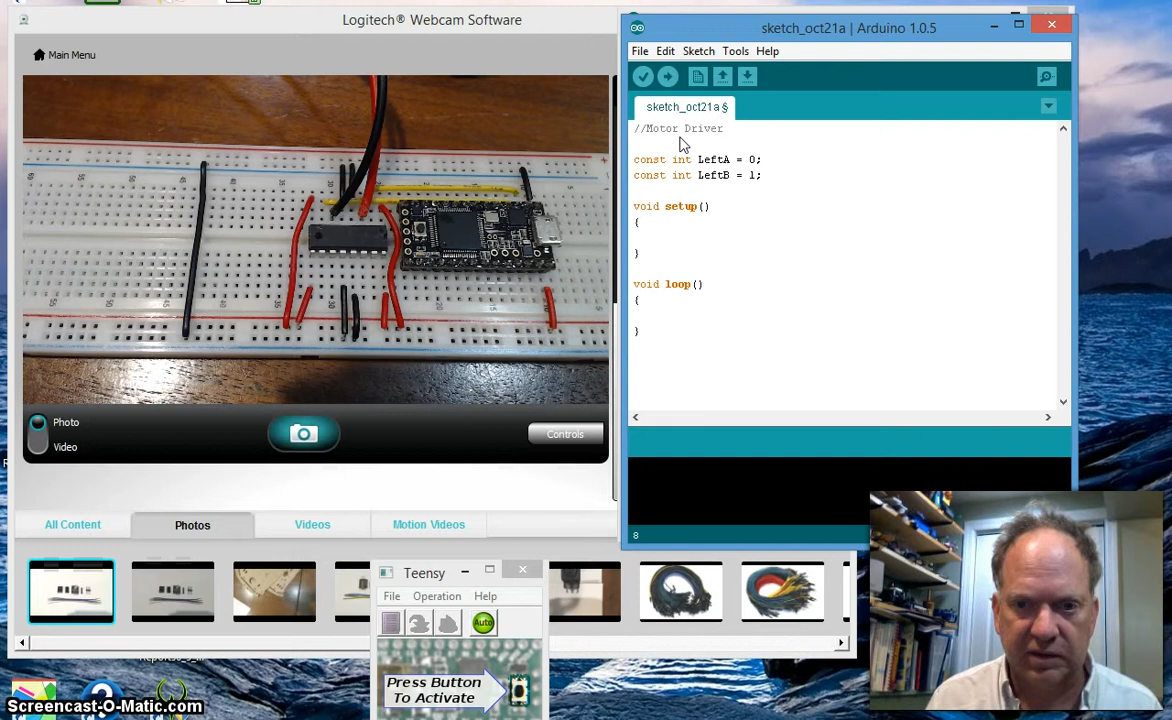 Logitech® Webcam Software
Main Menu
Photo
Video
Controls
All Content
Photos
Videos
Motion Videos
sketch_oct21a | Arduino 1.0.5
File Edit Sketch Tools Help
sketch_oct21a §
//Motor Driver
const int LeftA = 0;
const int LeftB = 1;
void setup()
{
}
void loop()
{
}
8
Teensy
File Operation Help
Auto
Press Button
To Activate
Screencast-O-Matic.com